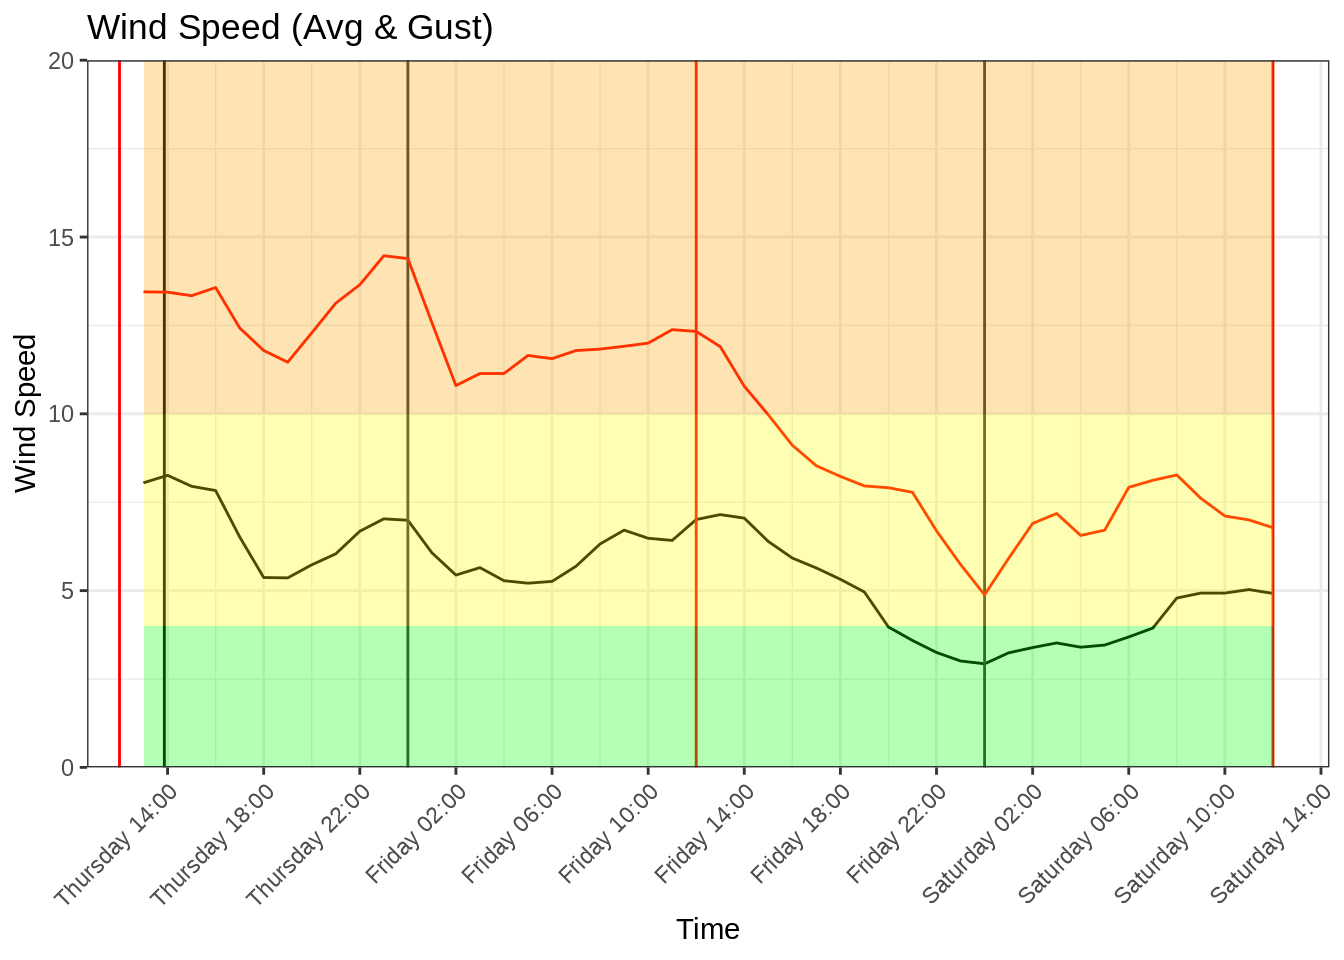 Wind Speed (Avg & Gust)
20
15
10
5
0
Wind Speed
Thursday 14:00
Thursday 18:00
Thursday 22:00
Friday 02:00
Friday 06:00
Friday 10:00
Friday 14:00
Friday 18:00
Friday 22:00
Saturday 02:00
Saturday 06:00
Saturday 10:00
Saturday 14:00
Time